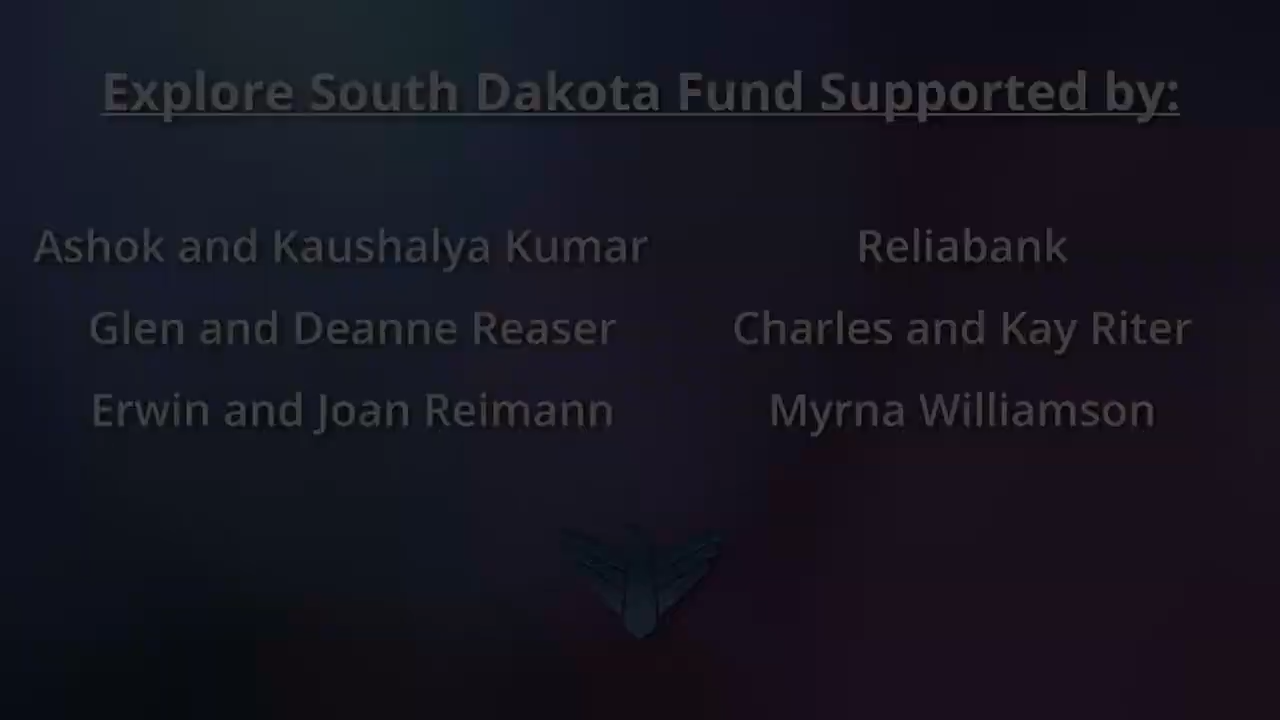 Explore South Dakota Fund Supported by:
Ashok and Kaushalya Kumar
Glen and Deanne Reaser
Erwin and Joan Reimann
Reliabank
Charles and Kay Riter
Myrna Williamson